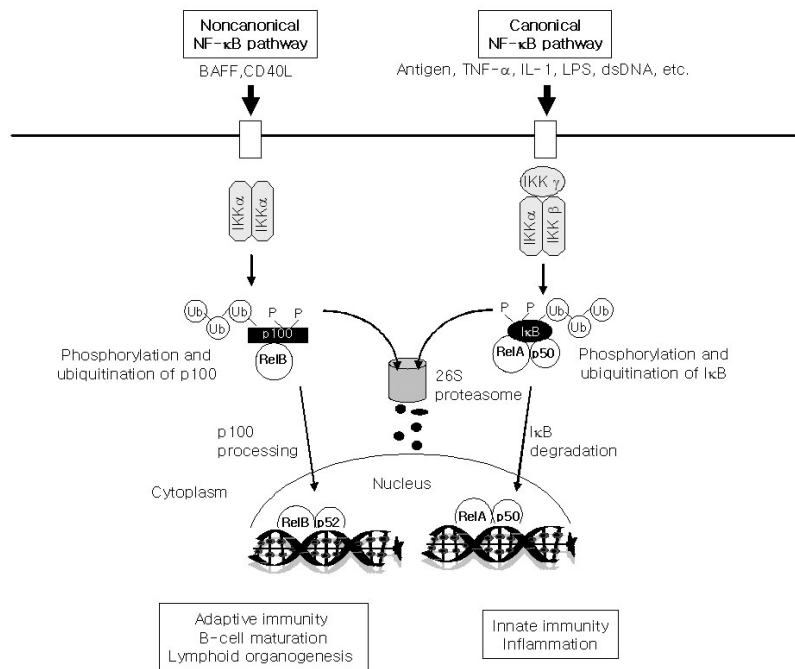 Noncanonical
NF-κB pathway
BAFF,CD40L
Canonical
NF-κB pathway
Antigen, TNF-α, IL-1, LPS, dsDNA, etc.
IKKα
IKKα
IKK γ
IKKα
IKK β
Ub
Ub
Ub
P
P
p100
RelB
Phosphorylation and
ubiquitination of p100
P
P
IκB
RelA
p50
Ub
Ub
Ub
Phosphorylation and
ubiquitination of IκB
26S
proteasome
p100
processing
IκB
degradation
Cytoplasm
Nucleus
RelB
p52
RelA
p50
Adaptive immunity
B-cell maturation
Lymphoid organogenesis
Innate immunity
Inflammation